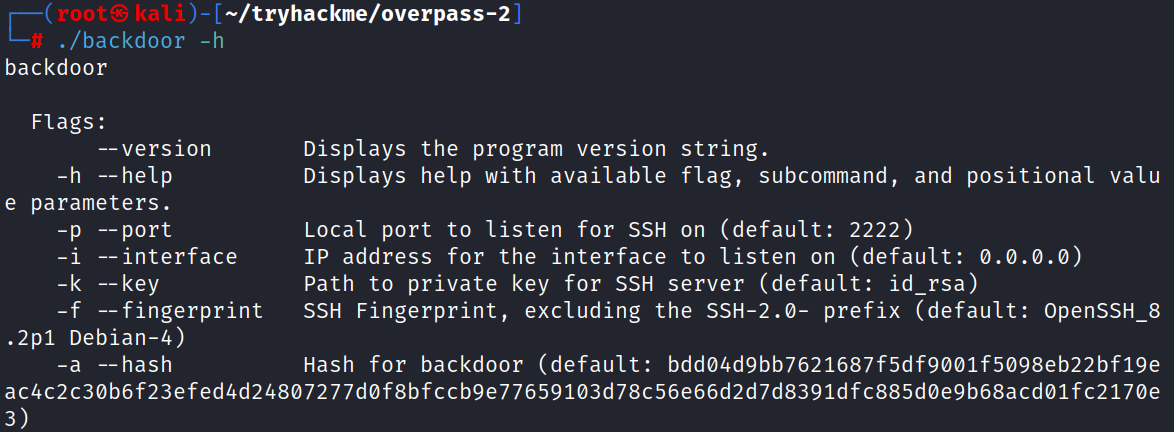 ┌──(root㉿kali)-[~/tryhackme/overpass-2]
└─# ./backdoor -h
backdoor

  Flags:
       --version       Displays the program version string.
    -h --help          Displays help with available flag, subcommand, and positional valu
e parameters.
    -p --port          Local port to listen for SSH on (default: 2222)
    -i --interface     IP address for the interface to listen on (default: 0.0.0.0)
    -k --key           Path to private key for SSH server (default: id_rsa)
    -f --fingerprint   SSH Fingerprint, excluding the SSH-2.0- prefix (default: OpenSSH_8
.2p1 Debian-4)
    -a --hash          Hash for backdoor (default: bdd04d9bb7621687f5df9001f5098eb22bf19e
ac4c2c30b6f23efed4d24807277d0f8bfccb9e77659103d78c56e66d2d7d8391dfc885d0e9b68acd01fc2170e
3)